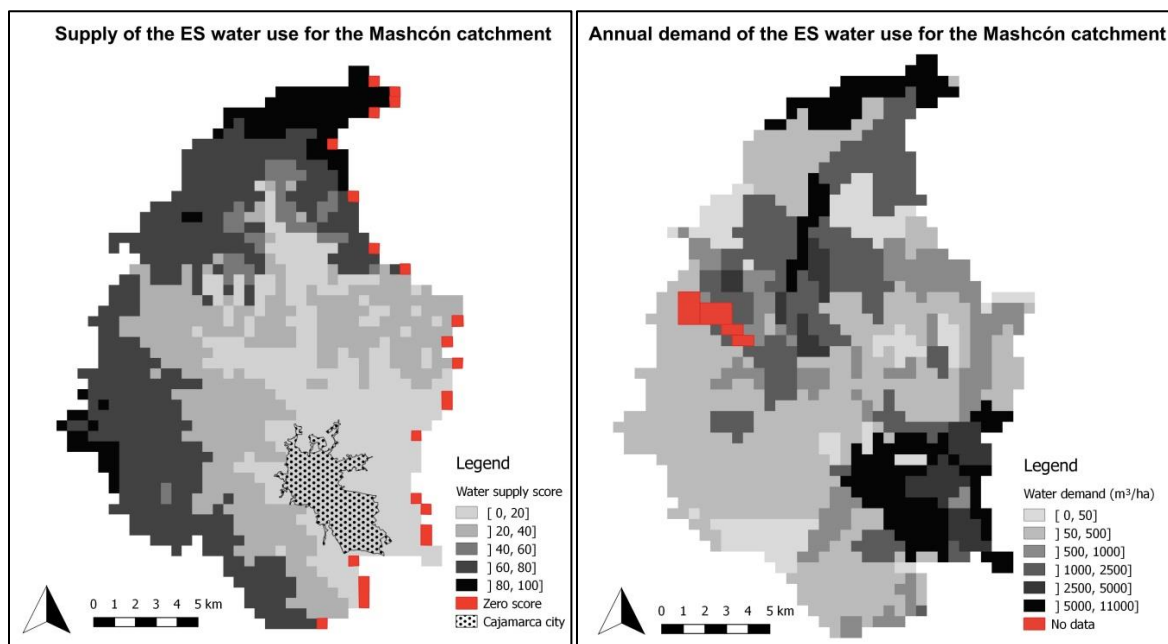 Supply of the ES water use for the Mashcón catchment
Legend
Water supply score
[ 0, 20]
] 20, 40]
] 40, 60]
] 60, 80]
] 80, 100]
Zero score
Cajamarca city
0 1 2 3 4 5 km
Annual demand of the ES water use for the Mashcón catchment
Legend
Water demand (m³/ha)
[ 0, 50]
] 50, 500]
] 500, 1000]
] 1000, 2500]
] 2500, 5000]
] 5000, 11000]
No data
0 1 2 3 4 5 km